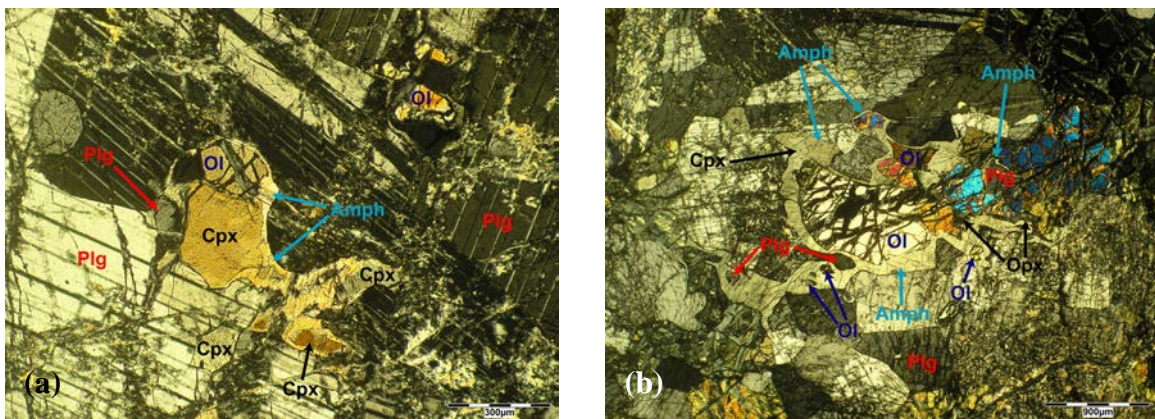 Ol
Plg
Ol
Amph
Cpx
Plg
Plg
Cpx
Cpx
Cpx
(a)
300µm
Amph
Amph
Cpx
Ol
Plg
Plg
Ol
Opx
Ol
Amph
Ol
Plg
(b)
900µm